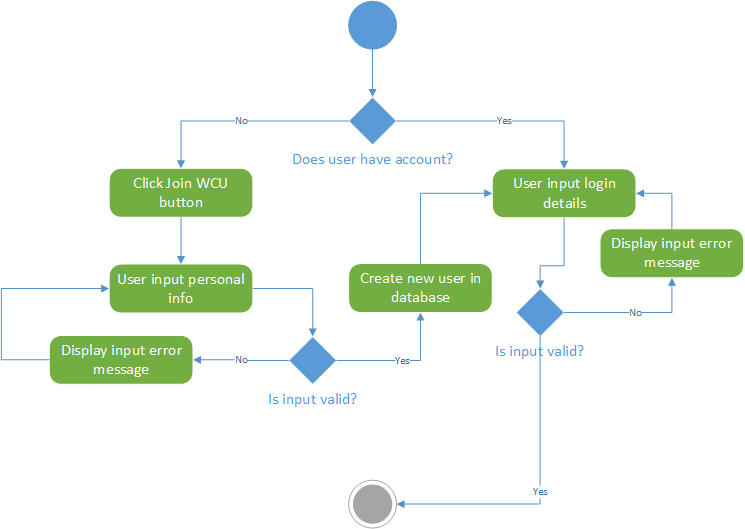 No
Yes
Does user have account?
Click Join WCU
button
User input login
details
Display input error
message
User input personal
info
Create new user in
database
No
Is input valid?
Display input error
message
No
Yes
Is input valid?
Yes